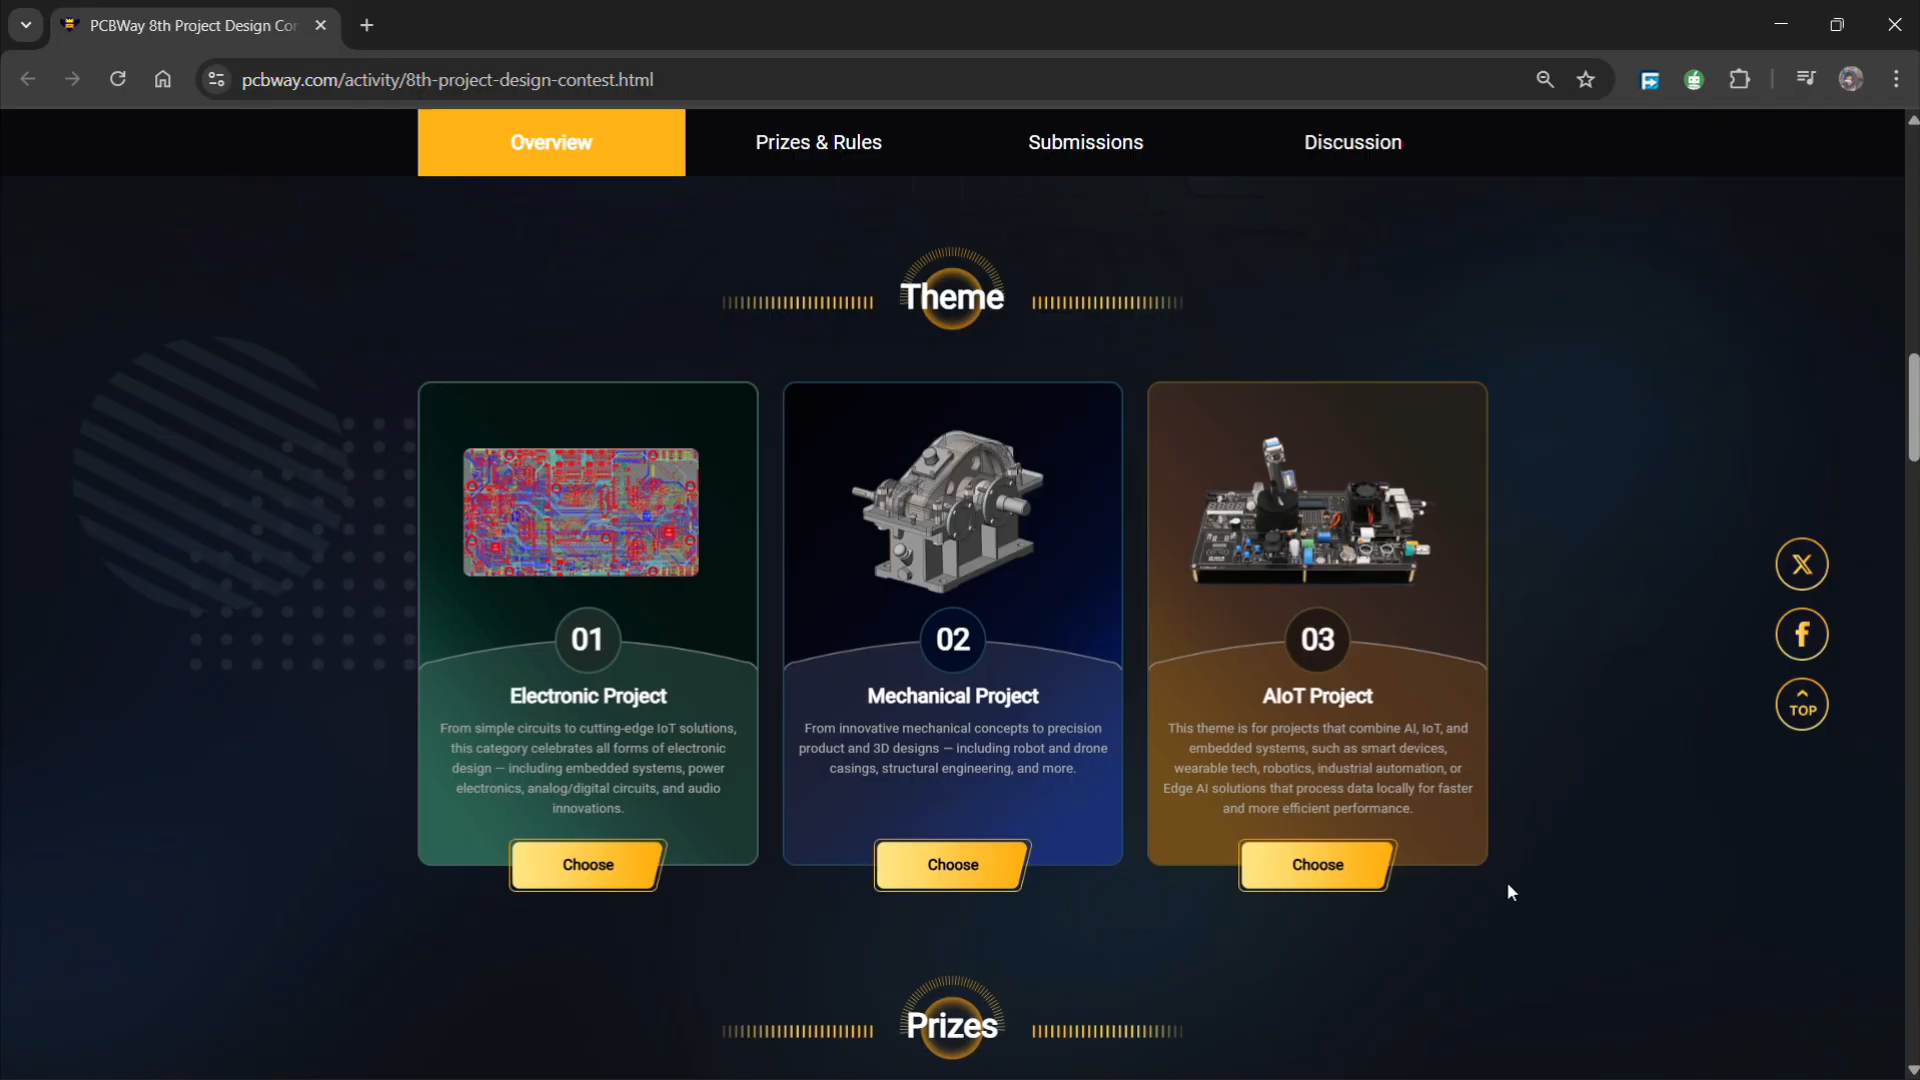 PCBWay 8th Project Design Con
pcbway.com/activity/8th-project-design-contest.html
Overview
Prizes & Rules
Submissions
Discussion
Theme
01
Electronic Project
From simple circuits to cutting-edge IoT solutions,
this category celebrates all forms of electronic
design — including embedded systems, power
electronics, analog/digital circuits, and audio
innovations.
Choose
02
Mechanical Project
From innovative mechanical concepts to precision
product and 3D designs — including robot and drone
casings, structural engineering, and more.
Choose
03
AIoT Project
This theme is for projects that combine AI, IoT, and
embedded systems, such as smart devices,
wearable tech, robotics, industrial automation, or
Edge AI solutions that process data locally for faster
and more efficient performance.
Choose
TOP
Prizes